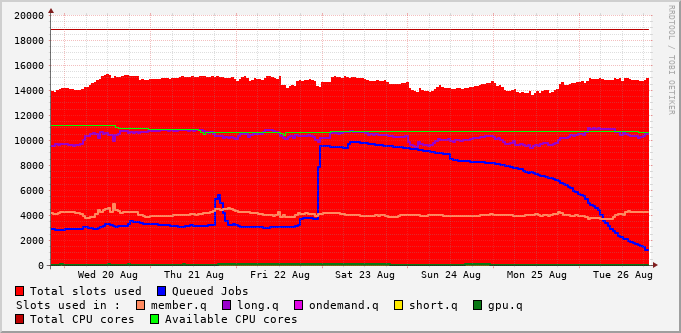 20000
18000
16000
14000
12000
10000
8000
6000
4000
2000
0
Wed 20 Aug Thu 21 Aug Fri 22 Aug Sat 23 Aug Sun 24 Aug Mon 25 Aug Tue 26 Aug
Total slots used Queued Jobs
Slots used in : member.q long.q ondemand.q short.q gpu.q
Total CPU cores Available CPU cores
RRDTOOL / TOBI OETIKER